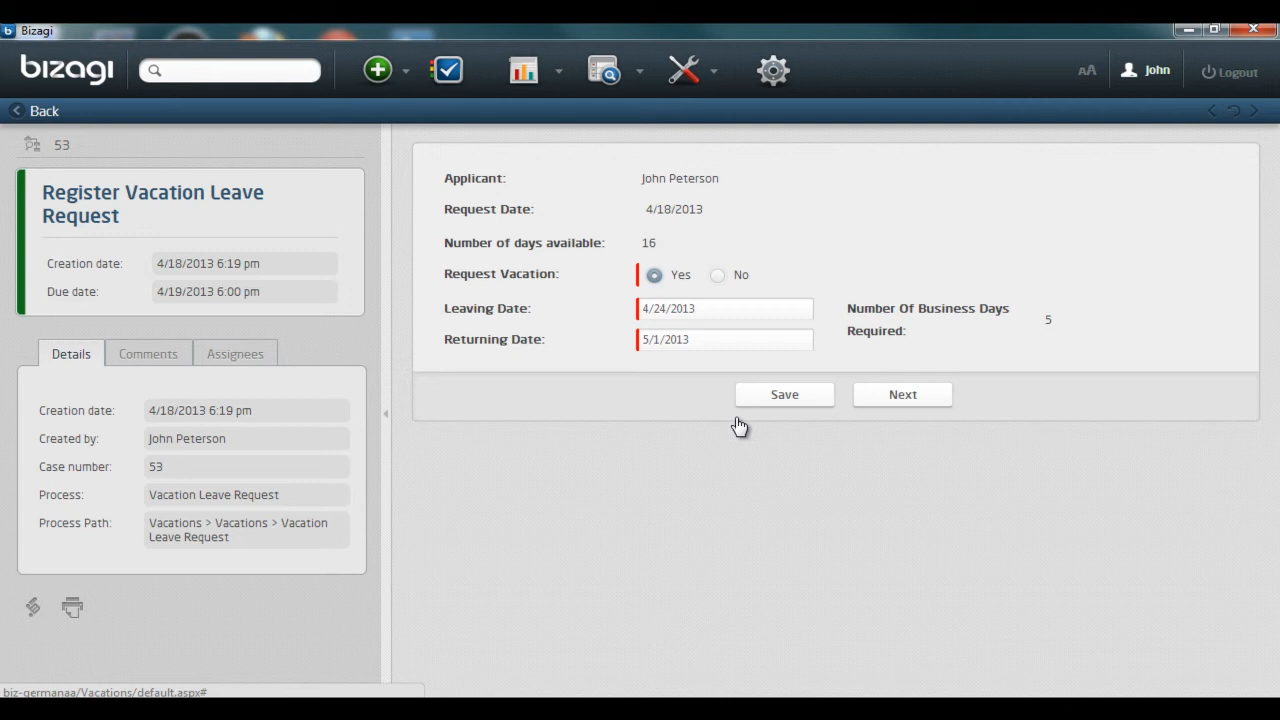 Bizagi
bizagi
AA
John
Logout
Back
53
Register Vacation Leave
Request
Creation date: 4/18/2013 6:19 pm
Due date: 4/19/2013 6:00 pm
Details Comments Assignees
Creation date: 4/18/2013 6:19 pm
Created by: John Peterson
Case number: 53
Process: Vacation Leave Request
Process Path: Vacations > Vacations > Vacation
Leave Request
Applicant: John Peterson
Request Date: 4/18/2013
Number of days available: 16
Request Vacation: Yes No
Leaving Date: 4/24/2013
Returning Date: 5/1/2013
Number Of Business Days
Required: 5
Save Next
biz-germanaa/Vacations/default.aspx#